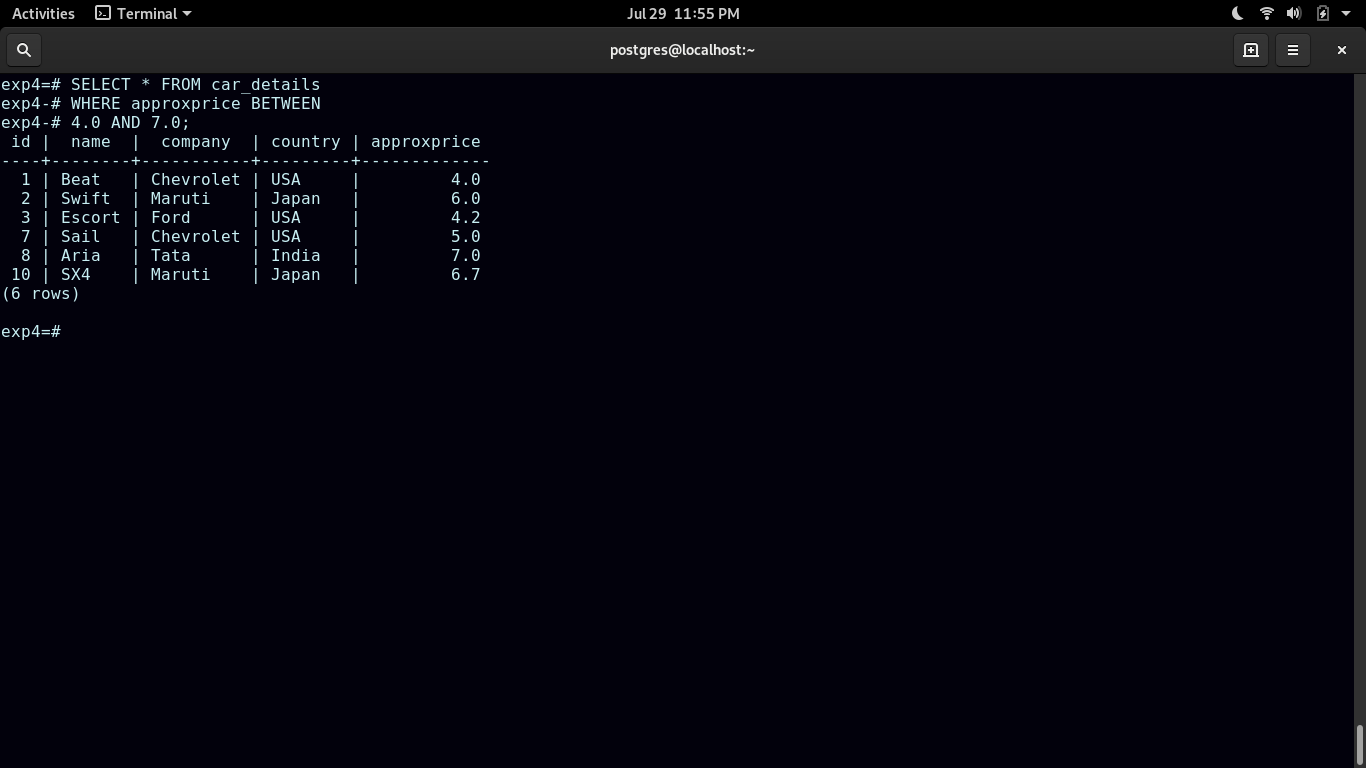 Activities Terminal Jul 29 11:55 PM
postgres@localhost:~
exp4=# SELECT * FROM car_details
exp4-# WHERE approxprice BETWEEN
exp4-# 4.0 AND 7.0;
 id |  name  |  company  | country | approxprice
----+--------+-----------+---------+-------------
  1 | Beat   | Chevrolet | USA     |         4.0
  2 | Swift  | Maruti    | Japan   |         6.0
  3 | Escort | Ford      | USA     |         4.2
  7 | Sail   | Chevrolet | USA     |         5.0
  8 | Aria   | Tata      | India   |         7.0
 10 | SX4    | Maruti    | Japan   |         6.7
(6 rows)
exp4=#